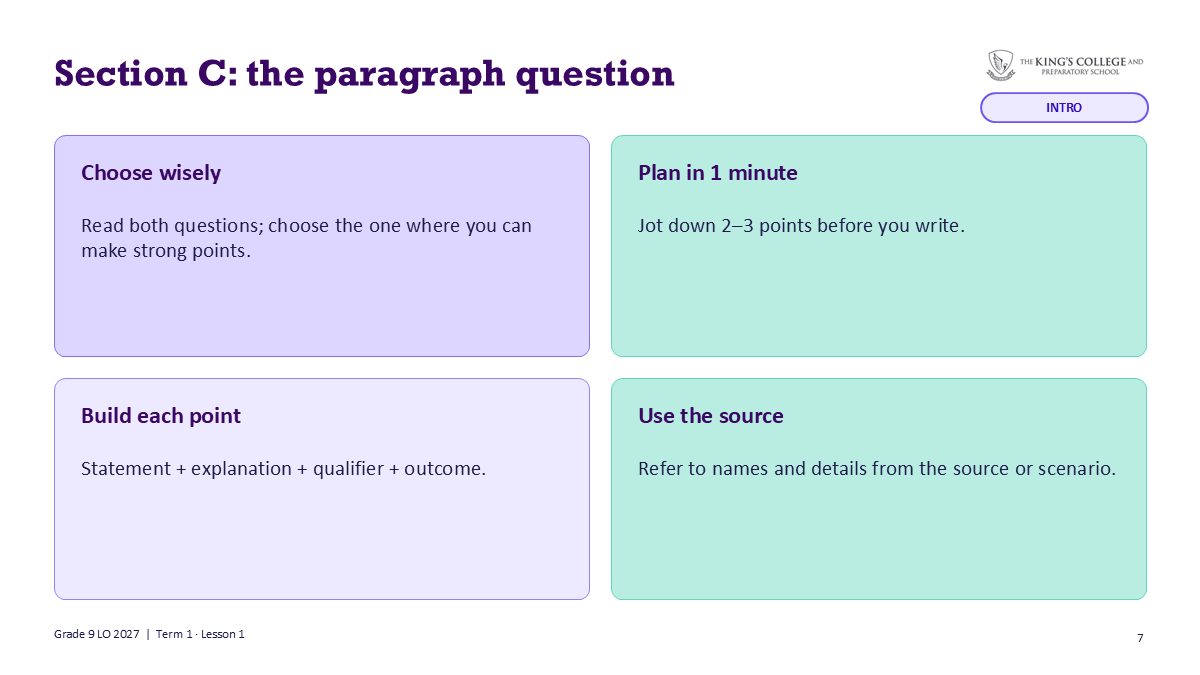 Section C: the paragraph question
THE KING'S COLLEGE AND
PREPARATORY SCHOOL
INTRO
Choose wisely
Read both questions; choose the one where you can
make strong points.
Plan in 1 minute
Jot down 2–3 points before you write.
Build each point
Statement + explanation + qualifier + outcome.
Use the source
Refer to names and details from the source or scenario.
Grade 9 LO 2027 | Term 1 · Lesson 1
7